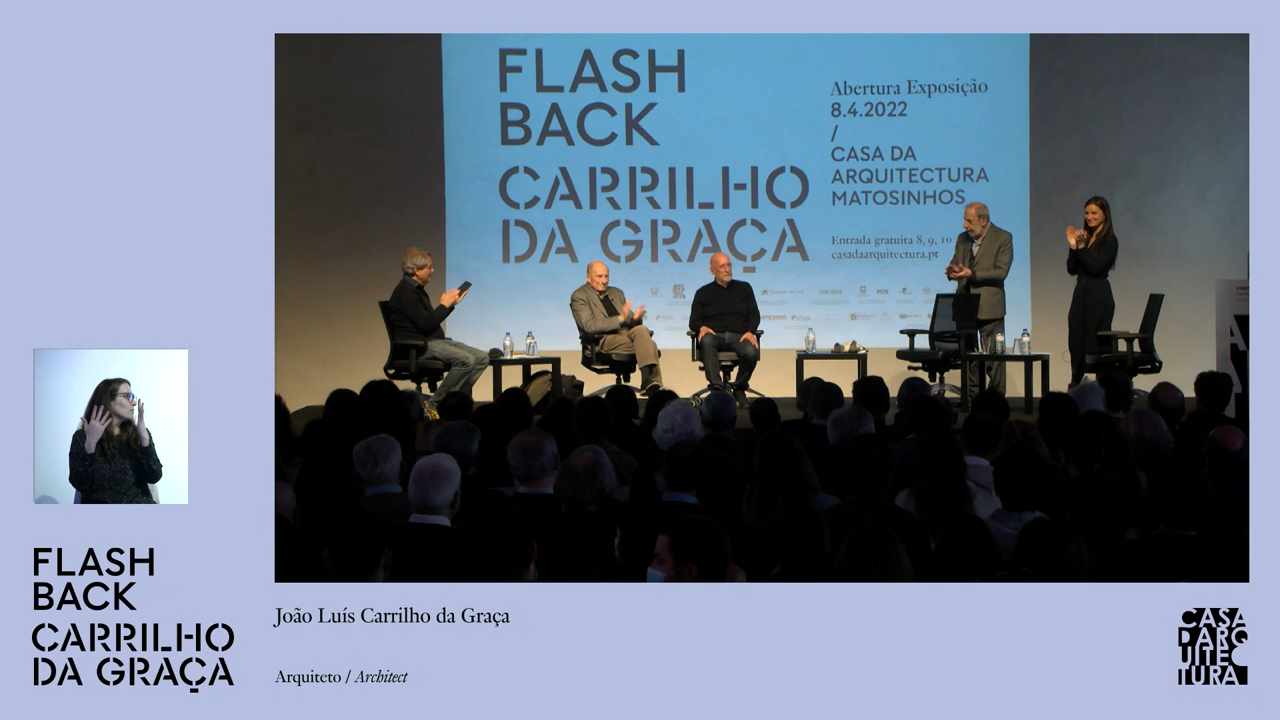 FLASH
BACK
CARRILHO
DA GRAÇA
Abertura Exposição
8.4.2022
/
CASA DA
ARQUITECTURA
MATOSINHOS
Entrada gratuita 8, 9, 10
casadaarquitectura.pt
FLASH
BACK
CARRILHO
DA GRAÇA
João Luís Carrilho da Graça
Arquiteto / Architect
CASA
DARQ
UITEC
TURA